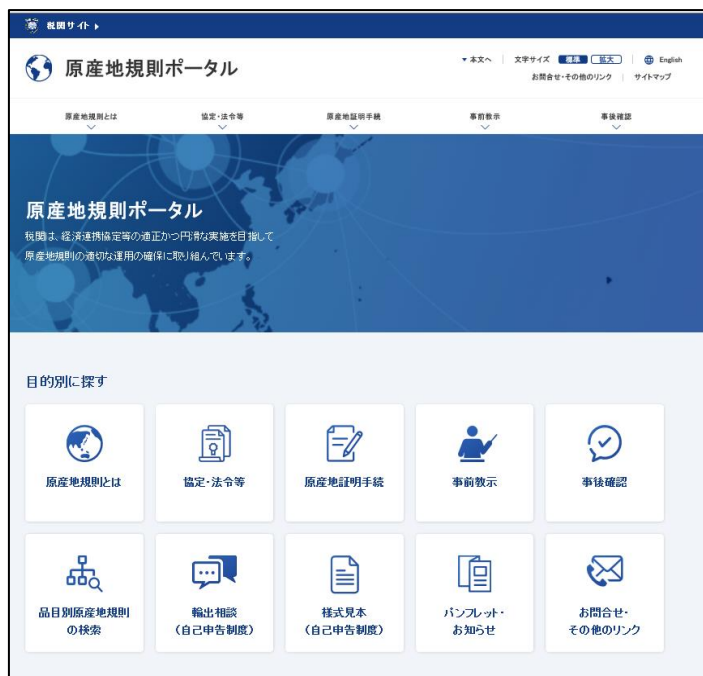 税関サイト
原産地規則ポータル
本文へ
文字サイズ 標準 拡大
English
お問合せ・その他のリンク
サイトマップ
原産地規則とは
協定・法令等
原産地証明手続
事前教示
事後確認
原産地規則ポータル
税関は、経済連携協定等の適正かつ円滑な実施を目指して
原産地規則の適切な運用の確保に取り組んでいます。
目的別に探す
原産地規則とは
協定・法令等
原産地証明手続
事前教示
事後確認
品目別原産地規則
の検索
輸出相談
(自己申告制度)
様式見本
(自己申告制度)
パンフレット・
お知らせ
お問合せ・
その他のリンク